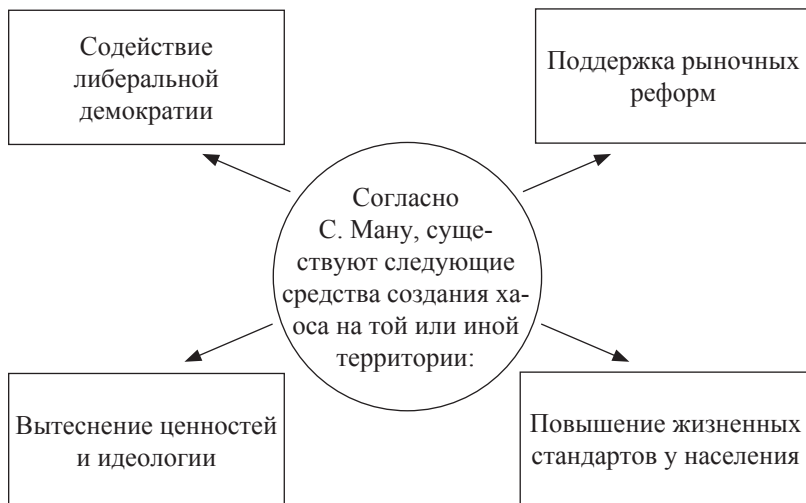 Содействие
либеральной
демократии
Поддержка рыночных
реформ
Согласно
С. Ману, суще-
ствуют следующие
средства создания ха-
оса на той или иной
территории:
Вытеснение ценностей
и идеологии
Повышение жизненных
стандартов у населения